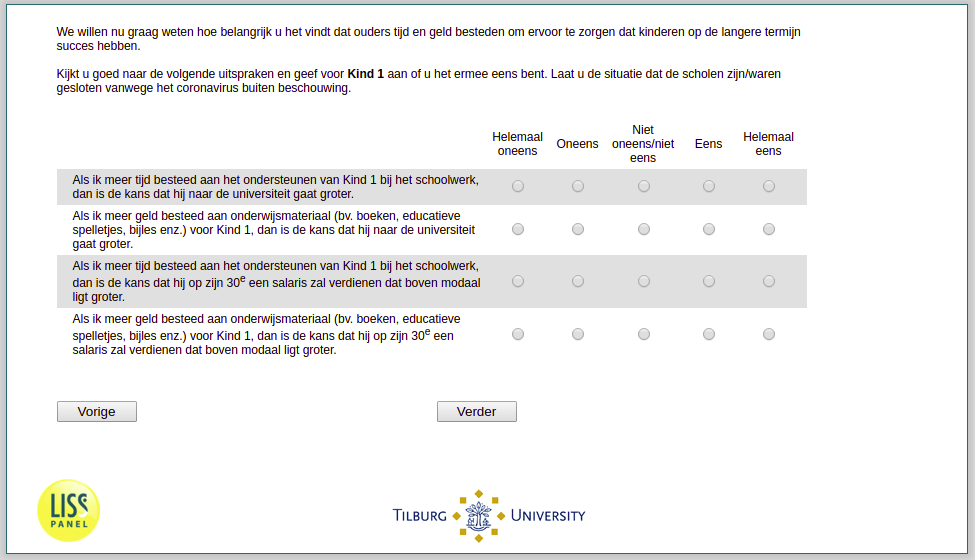 We willen nu graag weten hoe belangrijk u het vindt dat ouders tijd en geld besteden om ervoor te zorgen dat kinderen op de langere termijn
succes hebben.
Kijkt u goed naar de volgende uitspraken en geef voor Kind 1 aan of u het ermee eens bent. Laat u de situatie dat de scholen zijn/waren
gesloten vanwege het coronavirus buiten beschouwing.
Helemaal oneens
Oneens
Niet oneens/niet eens
Eens
Helemaal eens
Als ik meer tijd besteed aan het ondersteunen van Kind 1 bij het schoolwerk,
dan is de kans dat hij naar de universiteit gaat groter.
Als ik meer geld besteed aan onderwijsmateriaal (bv. boeken, educatieve
spelletjes, bijles enz.) voor Kind 1, dan is de kans dat hij naar de universiteit
gaat groter.
Als ik meer tijd besteed aan het ondersteunen van Kind 1 bij het schoolwerk,
dan is de kans dat hij op zijn 30e een salaris zal verdienen dat boven modaal
ligt groter.
Als ik meer geld besteed aan onderwijsmateriaal (bv. boeken, educatieve
spelletjes, bijles enz.) voor Kind 1, dan is de kans dat hij op zijn 30e een
salaris zal verdienen dat boven modaal ligt groter.
Vorige
Verder
LISS
PANEL
TILBURG UNIVERSITY